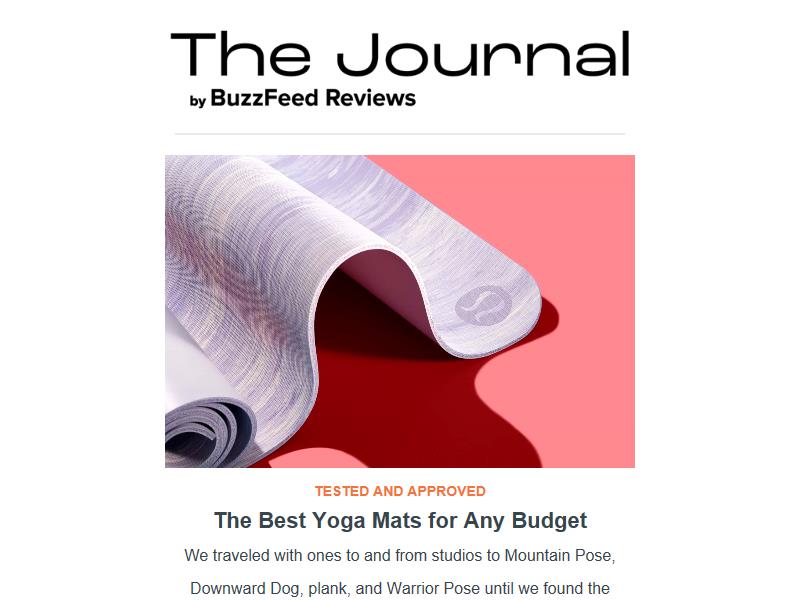 The Journal
by BuzzFeed Reviews
TESTED AND APPROVED
The Best Yoga Mats for Any Budget
We traveled with ones to and from studios to Mountain Pose,
Downward Dog, plank, and Warrior Pose until we found the